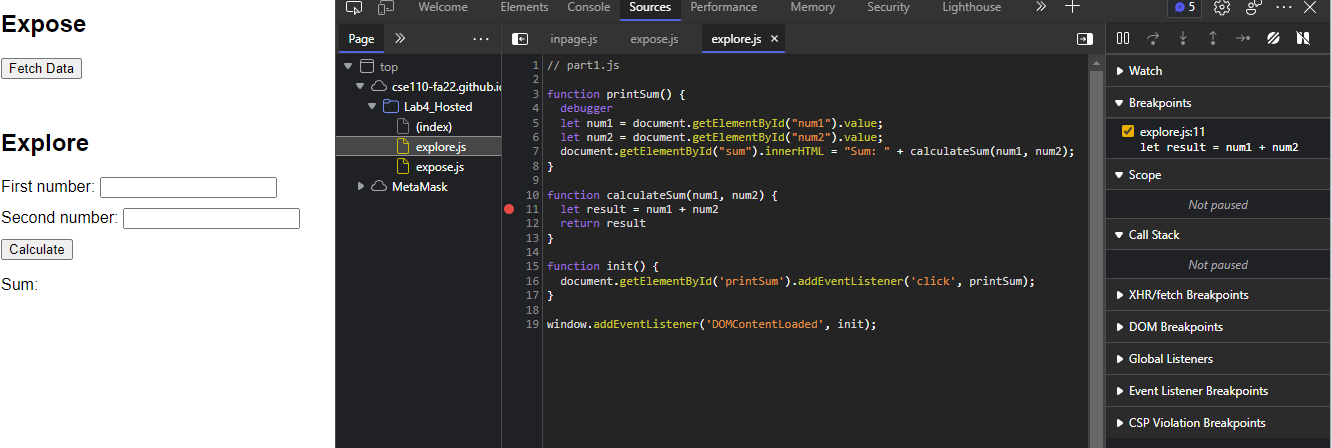 Expose
Fetch Data
Explore
First number:
Second number:
Calculate
Sum:
Welcome Elements Console Sources Performance Memory Security Lighthouse » 5
Page »
top
cse110-fa22.github.io
Lab4_Hosted
(index)
explore.js
expose.js
MetaMask
inpage.js expose.js explore.js ×
1 // part1.js
2
3 function printSum() {
4 debugger
5 let num1 = document.getElementById("num1").value;
6 let num2 = document.getElementById("num2").value;
7 document.getElementById("sum").innerHTML = "Sum: " + calculateSum(num1, num2);
8 }
9
10 function calculateSum(num1, num2) {
11 let result = num1 + num2
12 return result
13 }
14
15 function init() {
16 document.getElementById('printSum').addEventListener('click', printSum);
17 }
18
19 window.addEventListener('DOMContentLoaded', init);
Watch
Breakpoints
explore.js:11
let result = num1 + num2
Scope
Not paused
Call Stack
Not paused
XHR/fetch Breakpoints
DOM Breakpoints
Global Listeners
Event Listener Breakpoints
CSP Violation Breakpoints